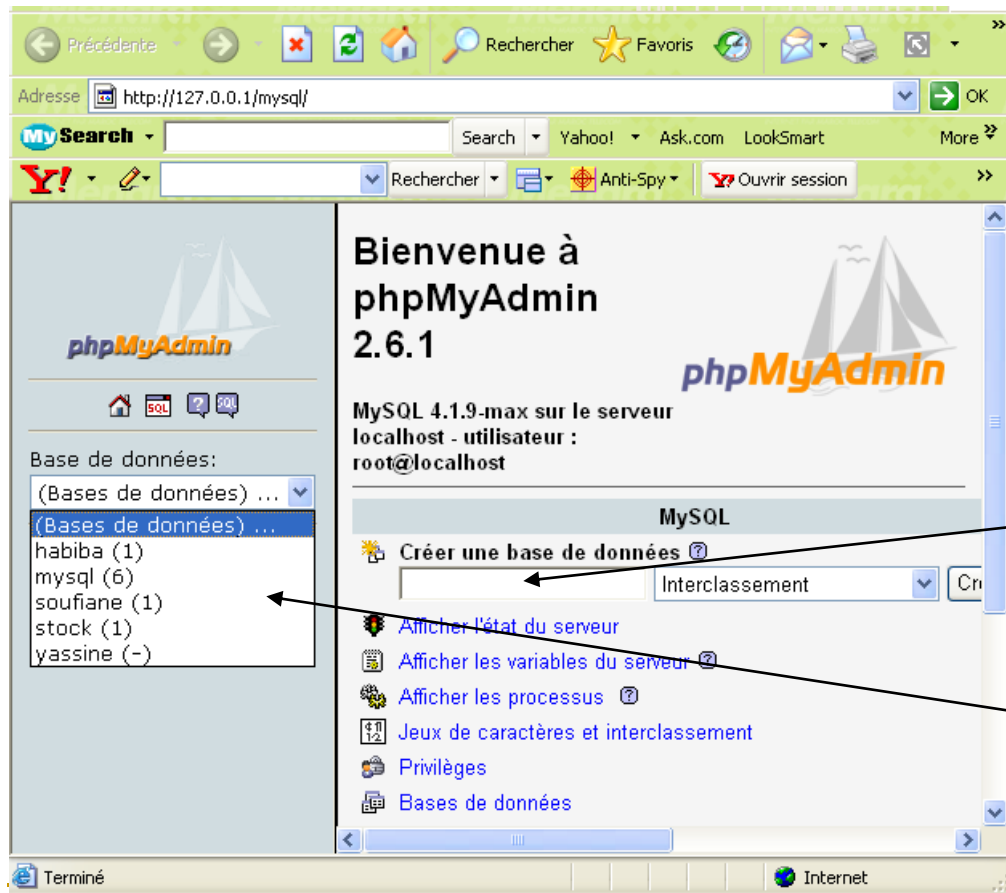 Précédente
Rechercher
Favoris
»
Adresse
http://127.0.0.1/mysql/
OK
My Search
Search
Yahoo!
Ask.com
LookSmart
More »
Y!
Rechercher
Anti-Spy
Y? Ouvrir session
»
phpMyAdmin
SQL
SQL
Base de données:
(Bases de données) ...
(Bases de données) ...
habiba (1)
mysql (6)
soufiane (1)
stock (1)
yassine (-)
Bienvenue à
phpMyAdmin
2.6.1
phpMyAdmin
MySQL 4.1.9-max sur le serveur
localhost - utilisateur :
root@localhost
MySQL
Créer une base de données
Interclassement
Afficher l'état du serveur
Afficher les variables du serveur
Afficher les processus
Jeux de caractères et interclassement
Privilèges
Bases de données
Terminé
Internet